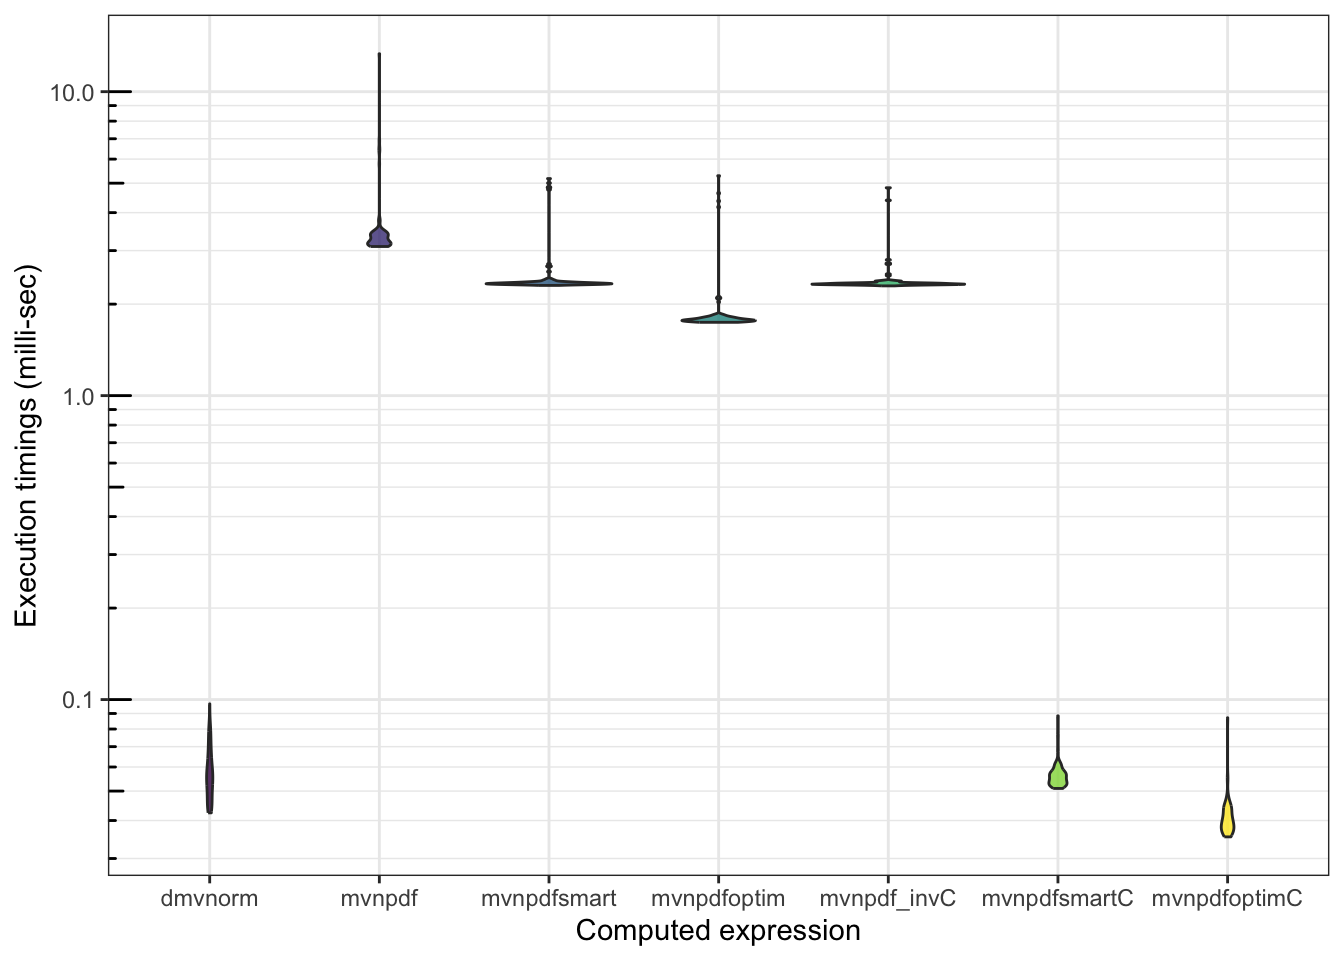 Execution timings (milli-sec)
10.0
1.0
0.1
dmvnorm mvnpdf mvnpdfsmart mvnpdfoptim mvnpdf_invC mvnpdfsmartC mvnpdfoptimC
Computed expression